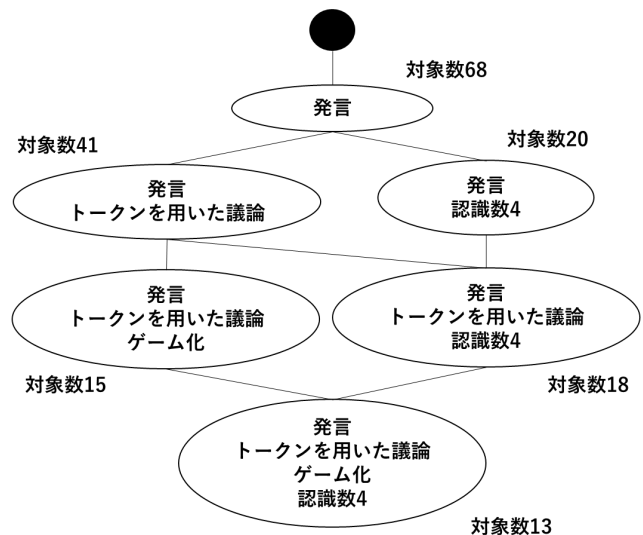 対象数68
発言
対象数41
対象数20
発言
トークンを用いた議論
発言
認識数4
発言
トークンを用いた議論
ゲーム化
発言
トークンを用いた議論
認識数4
対象数15
対象数18
発言
トークンを用いた議論
ゲーム化
認識数4
対象数13